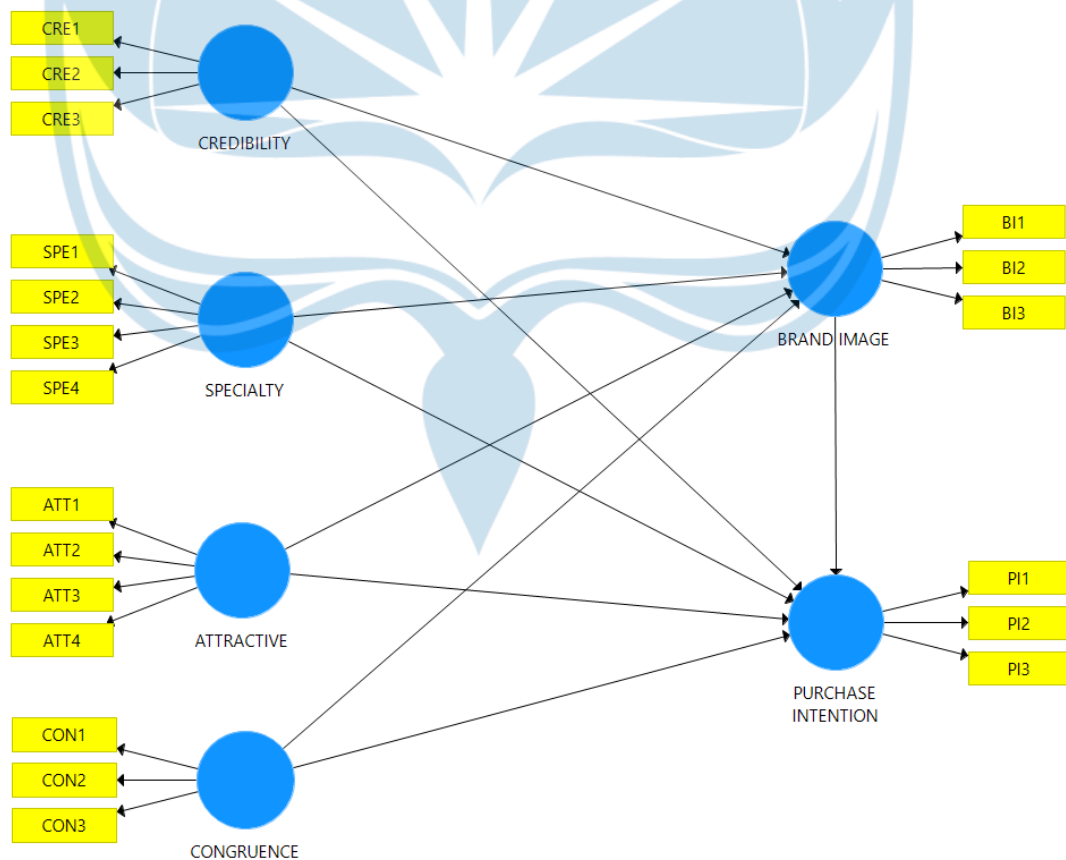 CRE1
CRE2
CRE3
CREDIBILITY
SPE1
SPE2
SPE3
SPE4
SPECIALTY
ATT1
ATT2
ATT3
ATT4
ATTRACTIVE
CON1
CON2
CON3
CONGRUENCE
BI1
BI2
BI3
BRAND IMAGE
PI1
PI2
PI3
PURCHASE
INTENTION